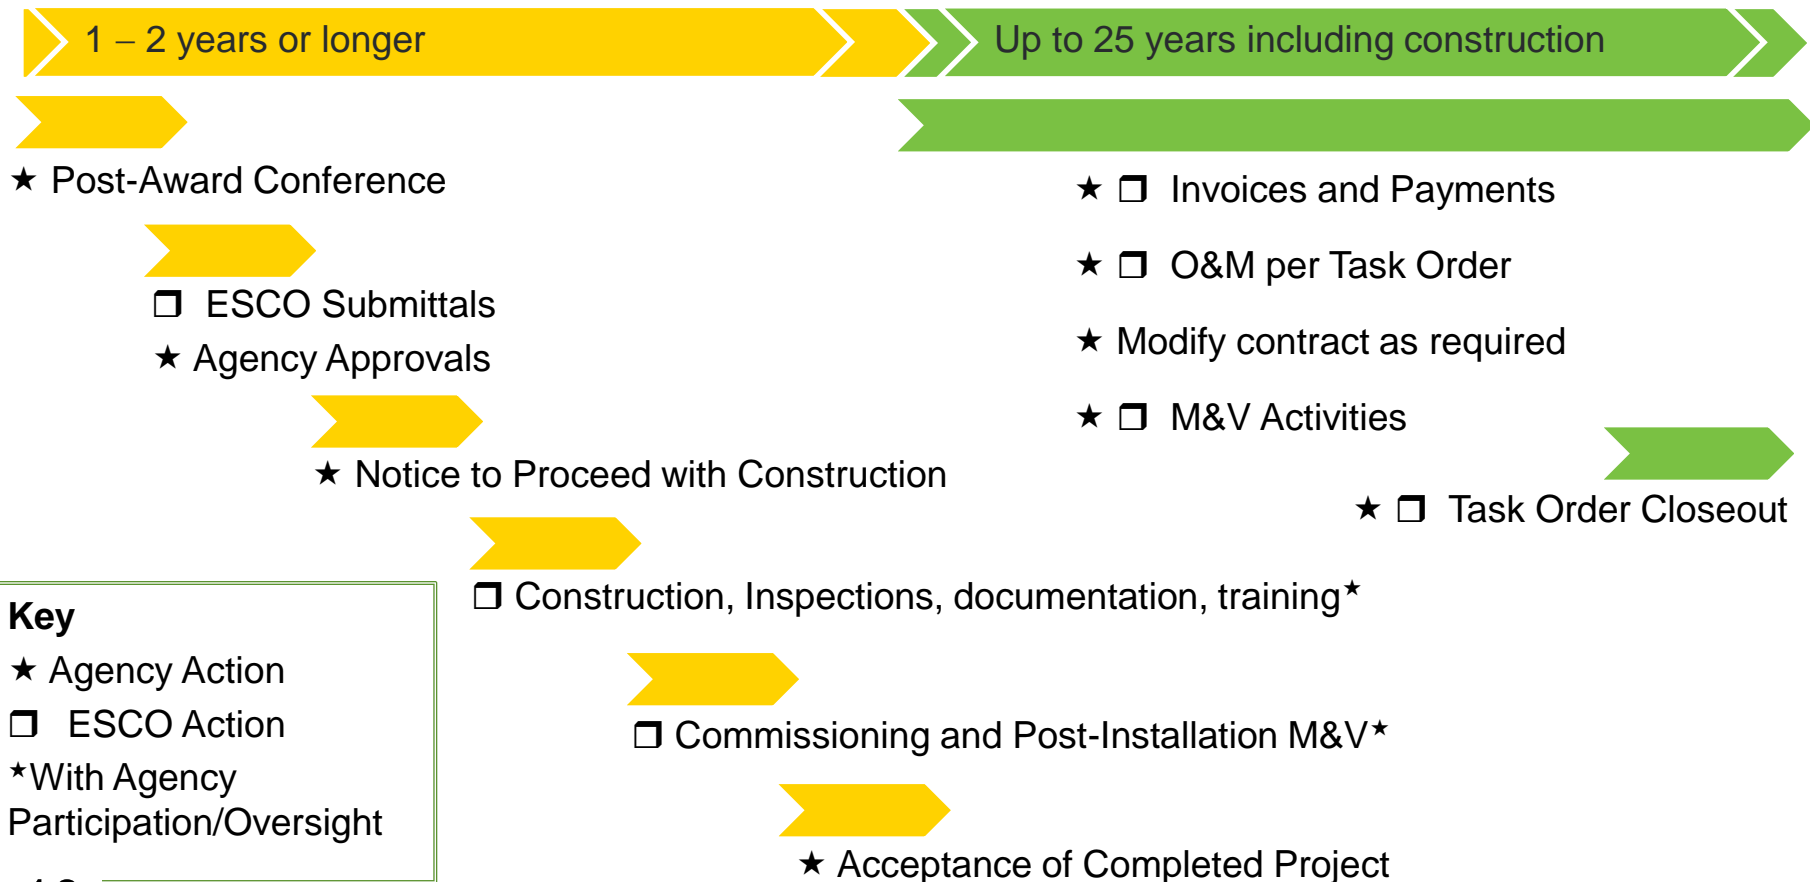 1 – 2 years or longer
Up to 25 years including construction
★ Post-Award Conference
❒ ESCO Submittals
★ Agency Approvals
★ Notice to Proceed with Construction
❒ Construction, Inspections, documentation, training★
❒ Commissioning and Post-Installation M&V★
★ Acceptance of Completed Project
★ ❒ Invoices and Payments
★ ❒ O&M per Task Order
★ Modify contract as required
★ ❒ M&V Activities
★ ❒ Task Order Closeout
Key
★ Agency Action
❒ ESCO Action
★With Agency
Participation/Oversight